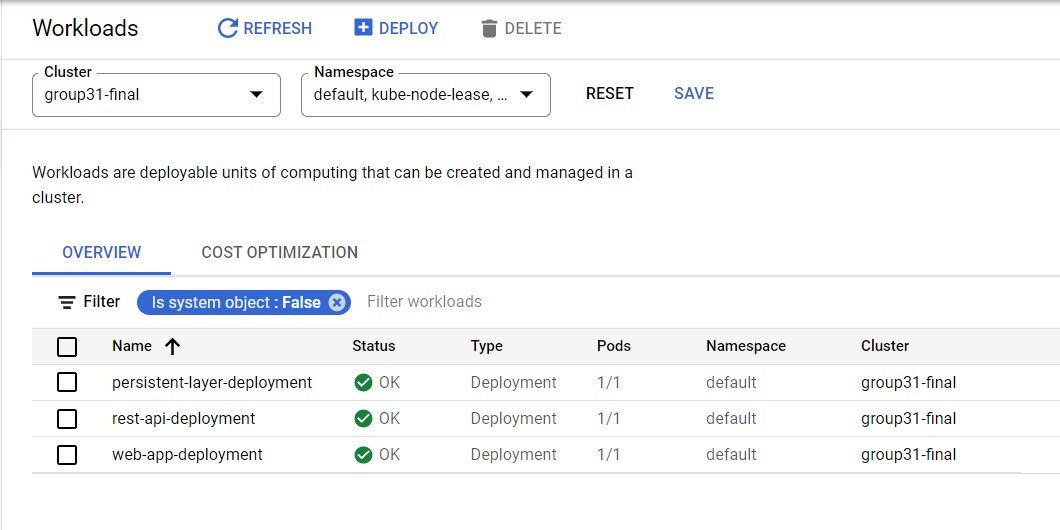 Workloads REFRESH DEPLOY DELETE
Cluster Namespace
group31-final default, kube-node-lease, ... RESET SAVE
Workloads are deployable units of computing that can be created and managed in a
cluster.
OVERVIEW COST OPTIMIZATION
Filter Is system object : False Filter workloads
Name Status Type Pods Namespace Cluster
persistent-layer-deployment OK Deployment 1/1 default group31-final
rest-api-deployment OK Deployment 1/1 default group31-final
web-app-deployment OK Deployment 1/1 default group31-final